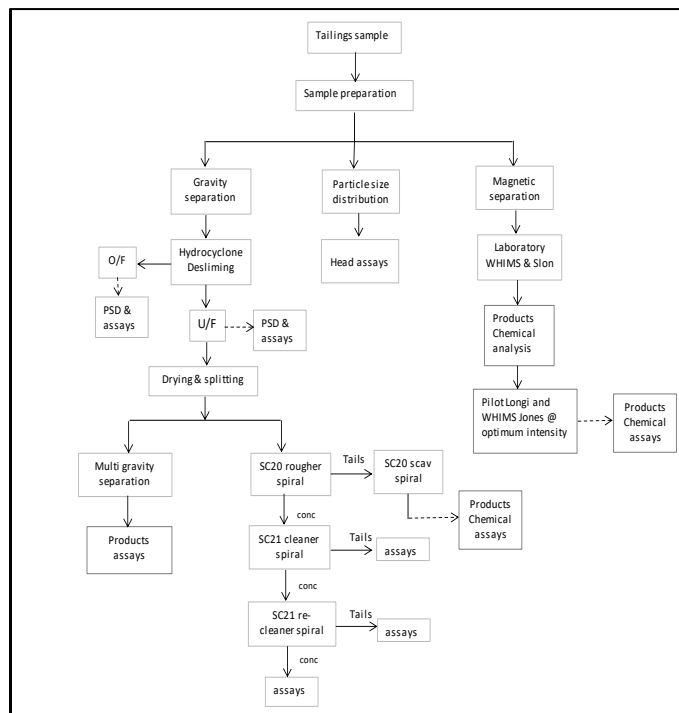 Tailings sample
Sample preparation
Gravity
separation
Particle size
distribution
Magnetic
separation
O/F
Hydrocyclone
Desliming
Head assays
Laboratory
WHIMS & Slon
PSD &
assays
U/F
PSD &
assays
Products
Chemical
analysis
Drying & splitting
Pilot Longi and
WHIMS Jones @
optimum intensity
Products
Chemical
assays
Multi gravity
separation
SC20 rougher
spiral
Tails
SC20 scav
spiral
Products
assays
conc
Products
Chemical
assays
SC21 cleaner
spiral
Tails
assays
conc
SC21 re-
cleaner spiral
Tails
assays
conc
assays